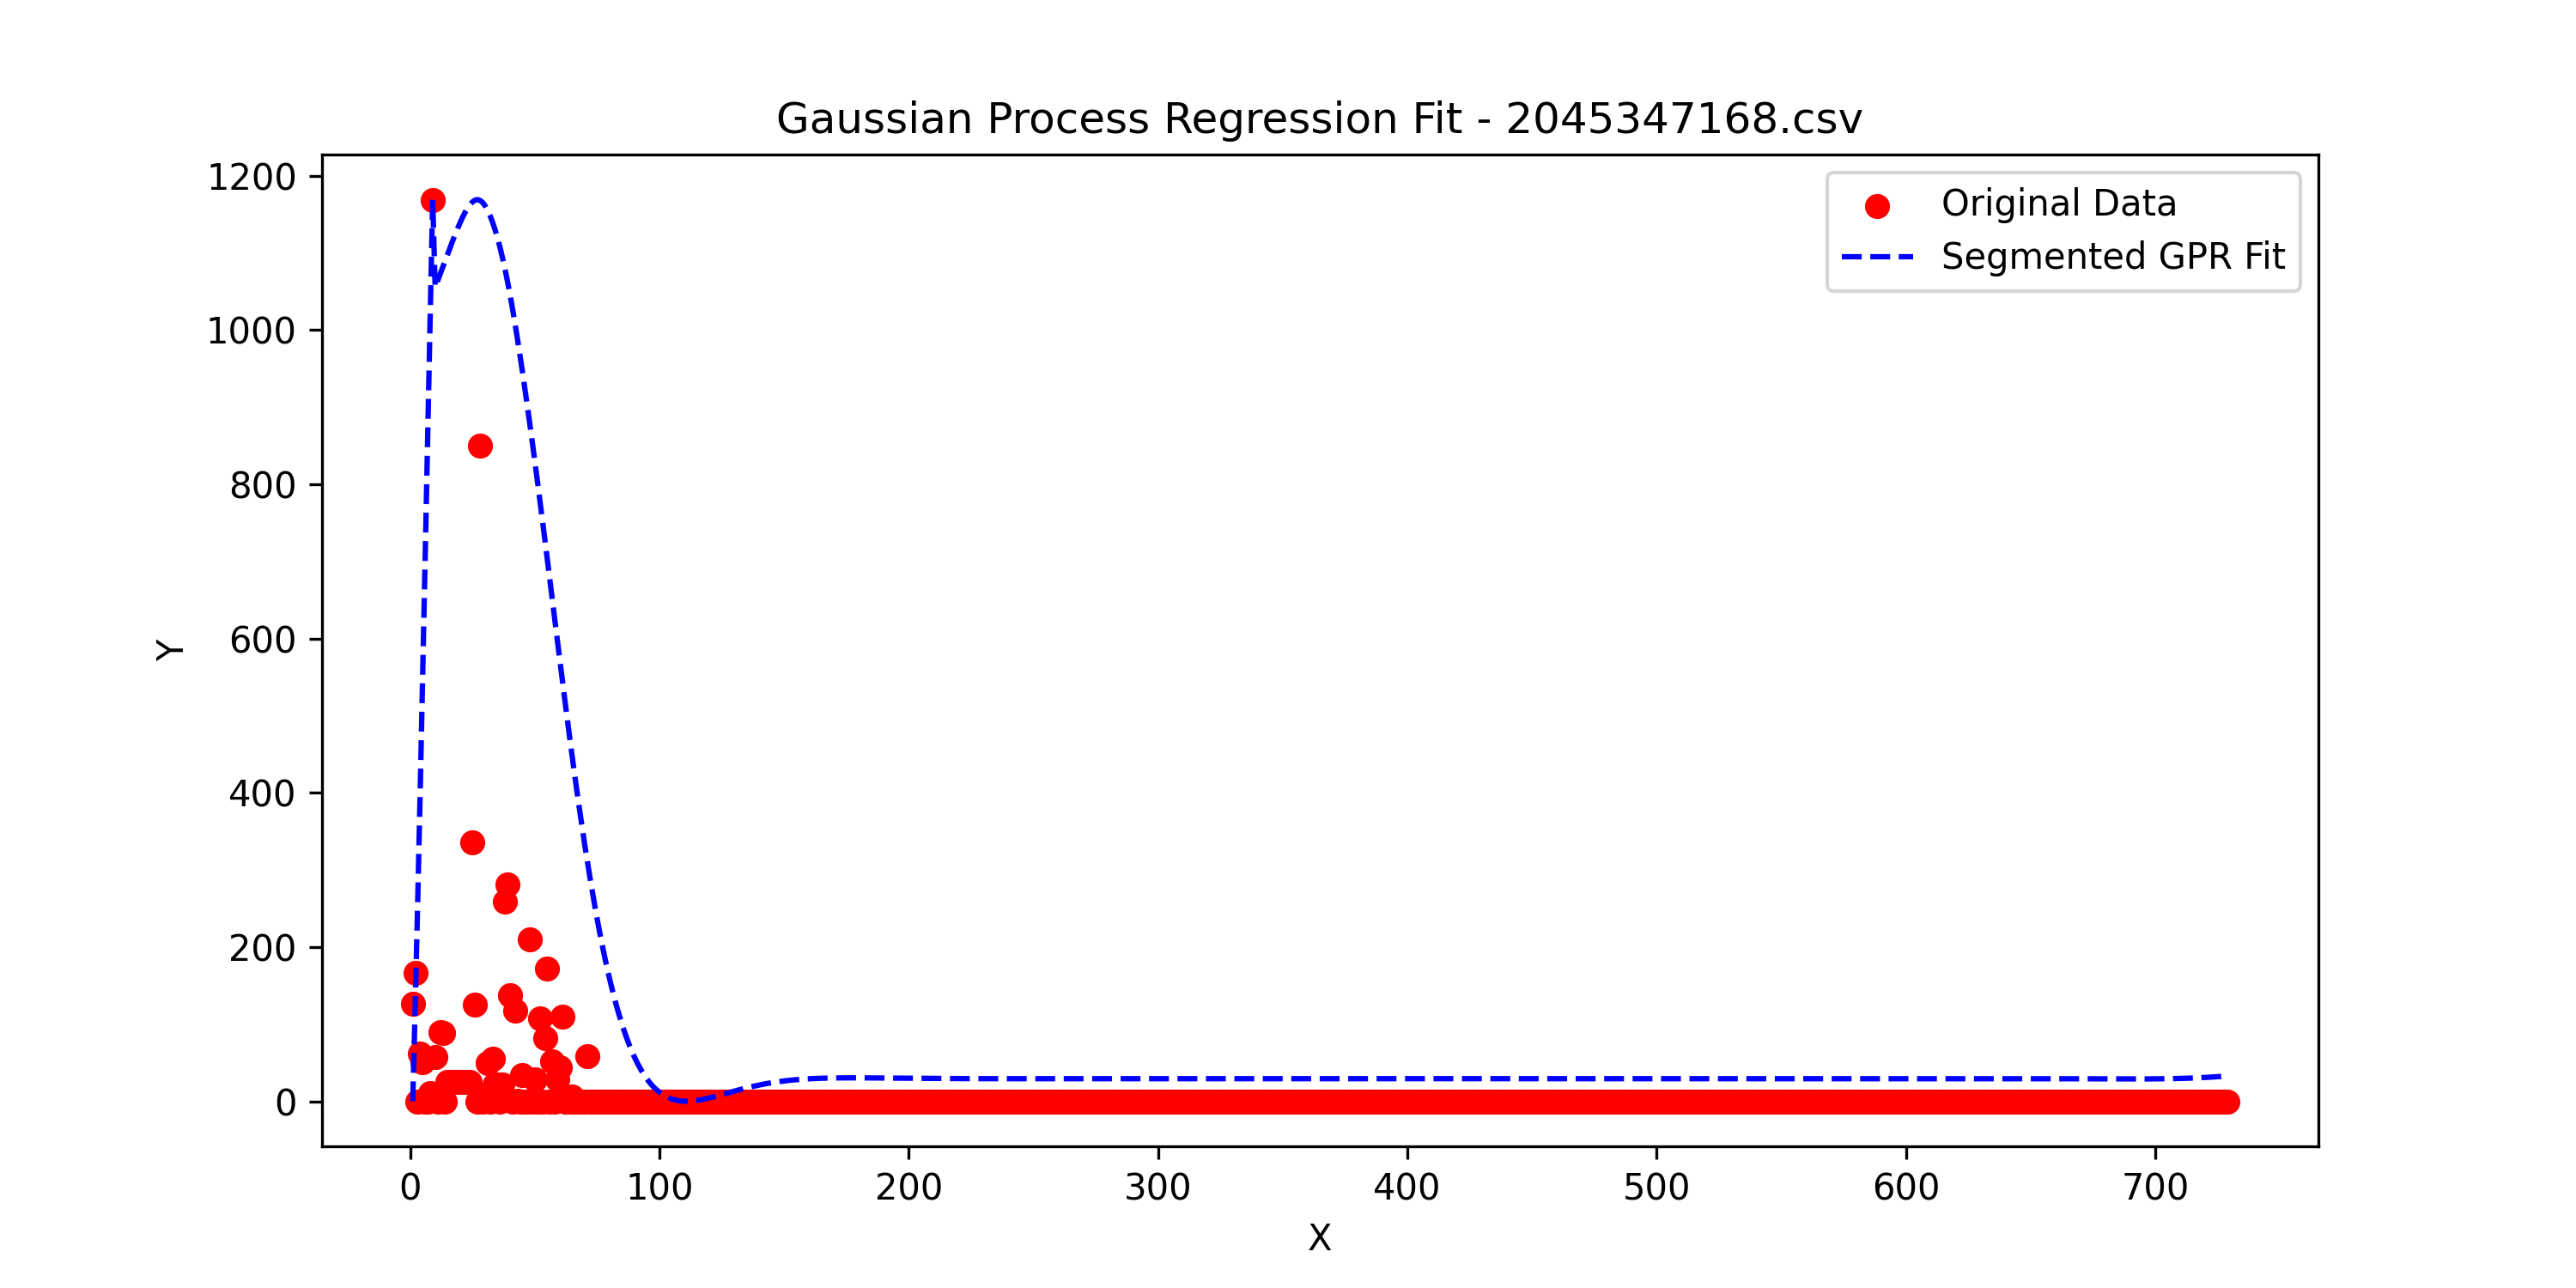 Gaussian Process Regression Fit - 2045347168.csv
Original Data
Segmented GPR Fit
1200
1000
800
600
400
200
0
Y
0 100 200 300 400 500 600 700
X